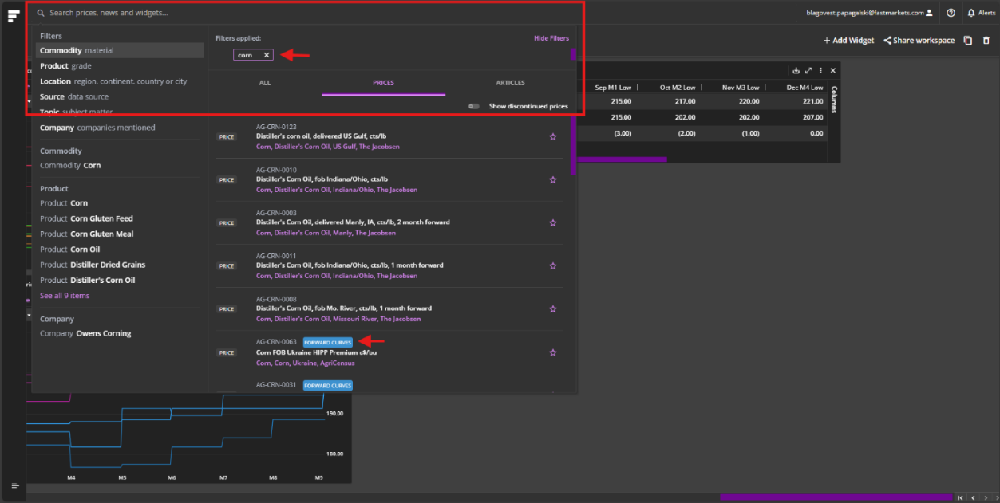 Search prices, news and widgets...
blagovest.papagalski@fastmarkets.com
Alerts
+ Add Widget
Share workspace
Filters
Commodity material
Product grade
Location region, continent, country or city
Source data source
Topic subject matter
Company companies mentioned
Commodity
Commodity Corn
Product
Product Corn
Product Corn Gluten Feed
Product Corn Gluten Meal
Product Corn Oil
Product Distiller Dried Grains
Product Distiller's Corn Oil
See all 9 items
Company
Company Owens Corning
Filters applied:
Hide Filters
corn
ALL PRICES ARTICLES
Show discontinued prices
AG-CRN-0123
PRICE Distiller's corn oil, delivered US Gulf, cts/lb
Corn, Distiller's Corn Oil, US Gulf, The Jacobsen
AG-CRN-0010
PRICE Distiller's Corn Oil, fob Indiana/Ohio, cts/lb
Corn, Distiller's Corn Oil, Indiana/Ohio, The Jacobsen
AG-CRN-0003
PRICE Distiller's Corn Oil, delivered Manly, IA, cts/lb, 2 month forward
Corn, Distiller's Corn Oil, Manly, The Jacobsen
AG-CRN-0011
PRICE Distiller's Corn Oil, fob Indiana/Ohio, cts/lb, 1 month forward
Corn, Distiller's Corn Oil, Indiana/Ohio, The Jacobsen
AG-CRN-0008
PRICE Distiller's Corn Oil, fob Mo. River, cts/lb, 1 month forward
Corn, Distiller's Corn Oil, Missouri River, The Jacobsen
AG-CRN-0063 FORWARD CURVES
PRICE Corn FOB Ukraine HIPP Premium c$/bu
Corn, Corn, Ukraine, AgriCensus
AG-CRN-0031 FORWARD CURVES
Sep M1 Low Oct M2 Low Nov M3 Low Dec M4 Low
215.00 217.00 220.00 221.00
215.00 202.00 202.00 207.00
(3.00) (2.00) (1.00) 0.00
Columns
190.00
180.00
M4 M5 M6 M7 M8 M9